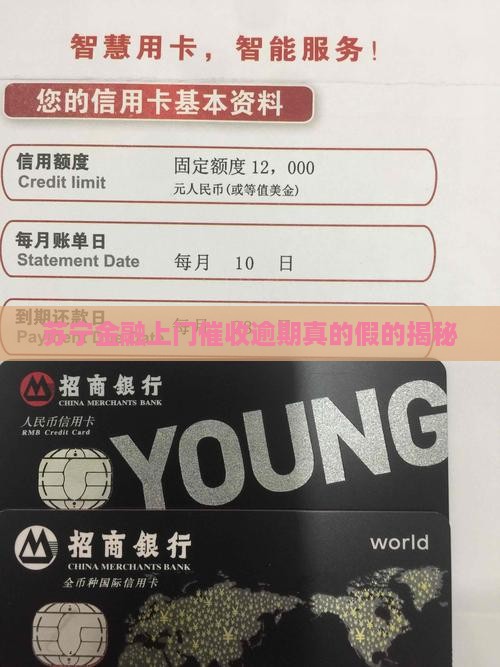 智慧用卡，智能服务！
您的信用卡基本资料
信用额度
固定额度 12，000
Credit limit
元人民币(或等值美金)
每月账单日
Statement Date
每月 10 日
到期还款日
苏宁金融上门催收逾期真的假的揭秘
招商銀行
CHINA MERCHANTS BANK
人民币信用卡
RMB Credit Card
YOUNG
招商銀行
CHINA MERCHANTS BANK
world
全币种国际信用卡